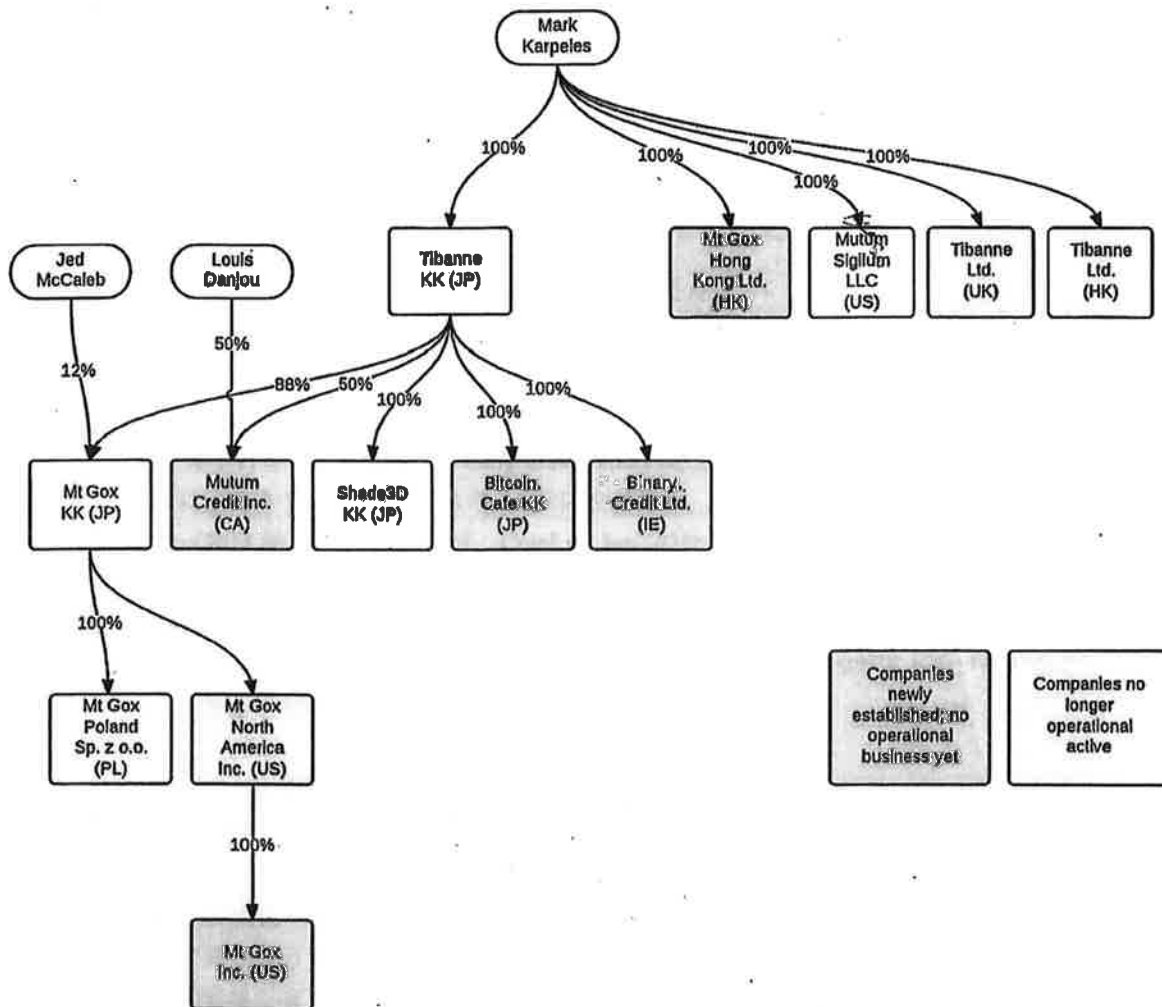 Mark
Karpeles
100%
100%
100%
100%
100%
Jed
McCaleb
Louis
Danjou
Tibanne
KK (JP)
Mt Gox
Hong
Kong Ltd.
(HK)
Mutum
Sigilum
LLC
(US)
Tibanne
Ltd.
(UK)
Tibanne
Ltd.
(HK)
12%
50%
88%
50%
100%
100%
100%
Mt Gox
KK (JP)
Mutum
Credit Inc.
(CA)
Shade3D
KK (JP)
Bitcoin.
Cafe KK
(JP)
Binary.
Credit Ltd.
(IE)
100%
Mt Gox
Poland
Sp. z o.o.
(PL)
Mt Gox
North
America
Inc. (US)
Companies
newly
established; no
operational
business yet
Companies no
longer
operational
active
100%
Mt Gox
Inc. (US)